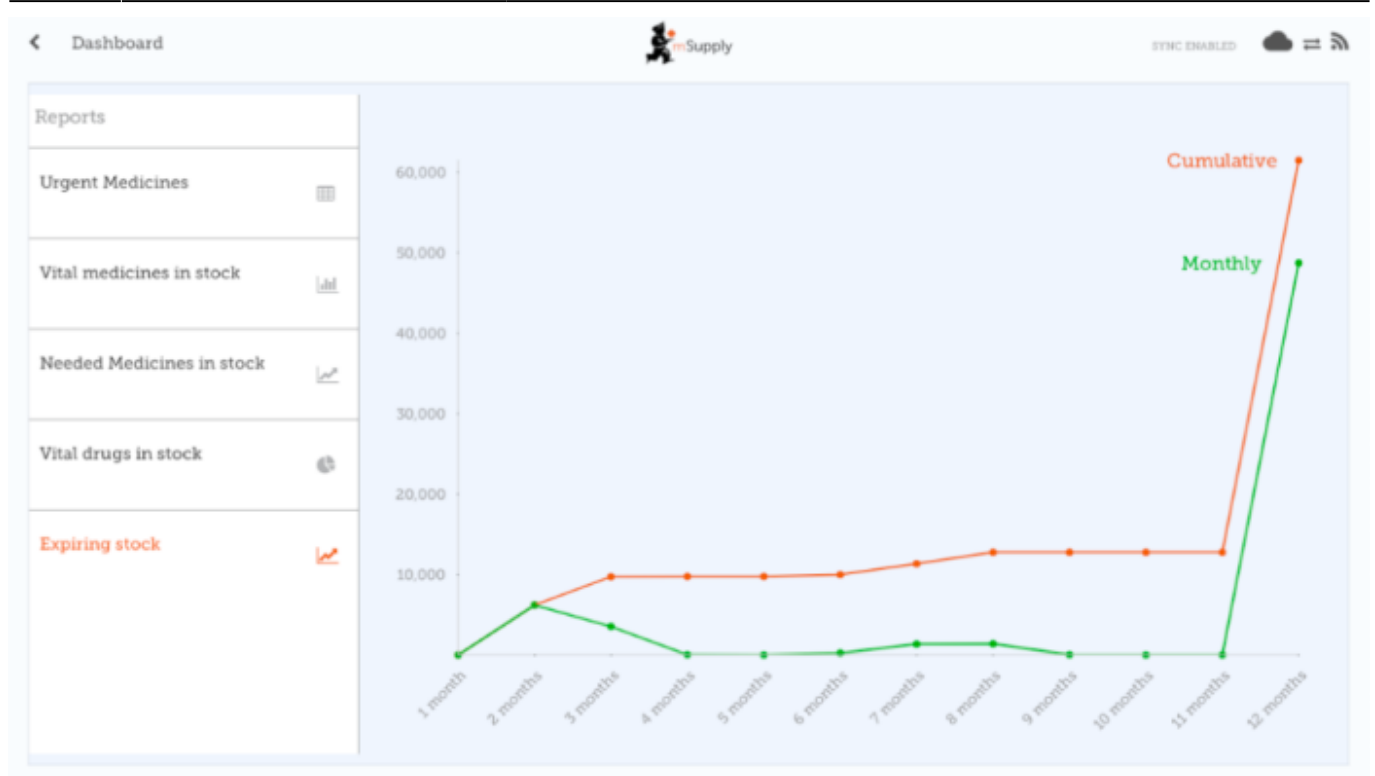 Dashboard
mSupply
SYNC ENABLED
Reports
Urgent Medicines
Vital medicines in stock
Needed Medicines in stock
Vital drugs in stock
Expiring stock
Cumulative
Monthly
60,000
50,000
40,000
30,000
20,000
10,000
1 month
2 months
3 months
4 months
5 months
6 months
7 months
8 months
9 months
10 months
11 months
12 months